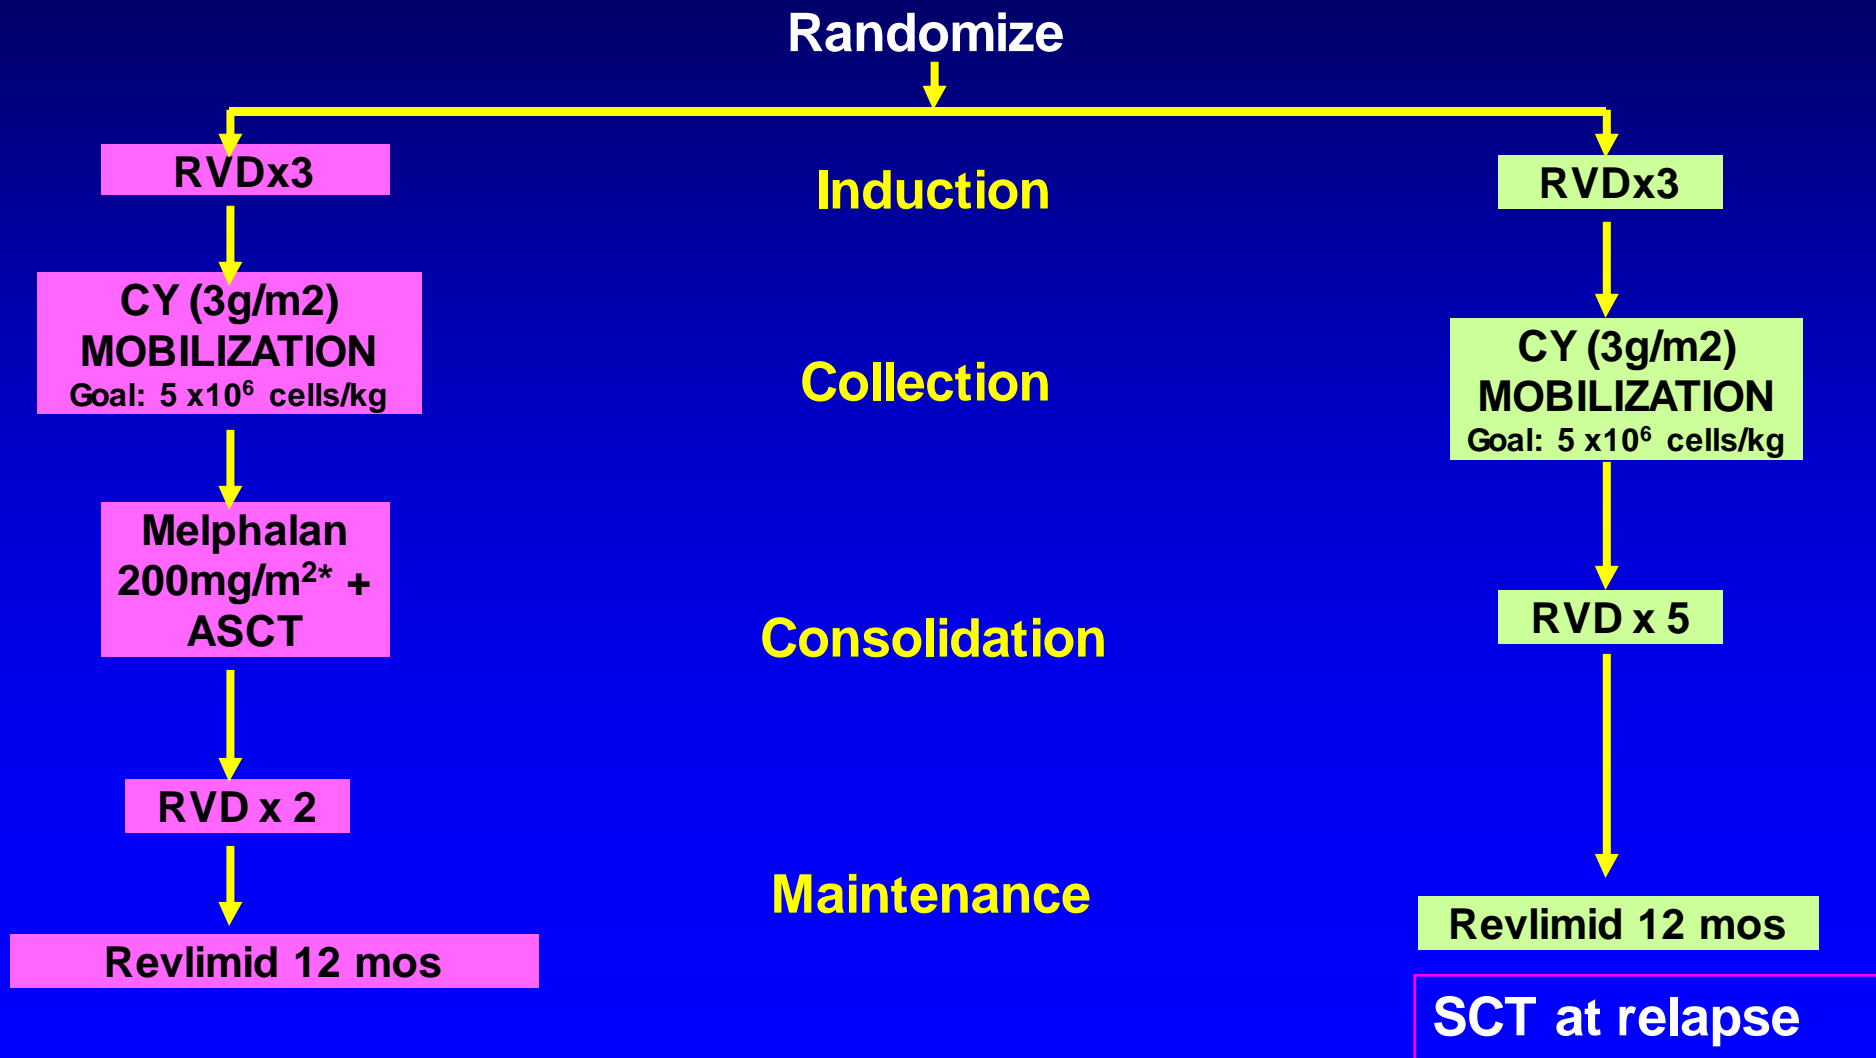 Randomize
RVDx3
CY (3g/m2)
MOBILIZATION
Goal: 5 x10⁶ cells/kg
Melphalan
200mg/m²* +
ASCT
RVD x 2
Revlimid 12 mos
Induction
Collection
Consolidation
Maintenance
RVDx3
CY (3g/m2)
MOBILIZATION
Goal: 5 x10⁶ cells/kg
RVD x 5
Revlimid 12 mos
SCT at relapse